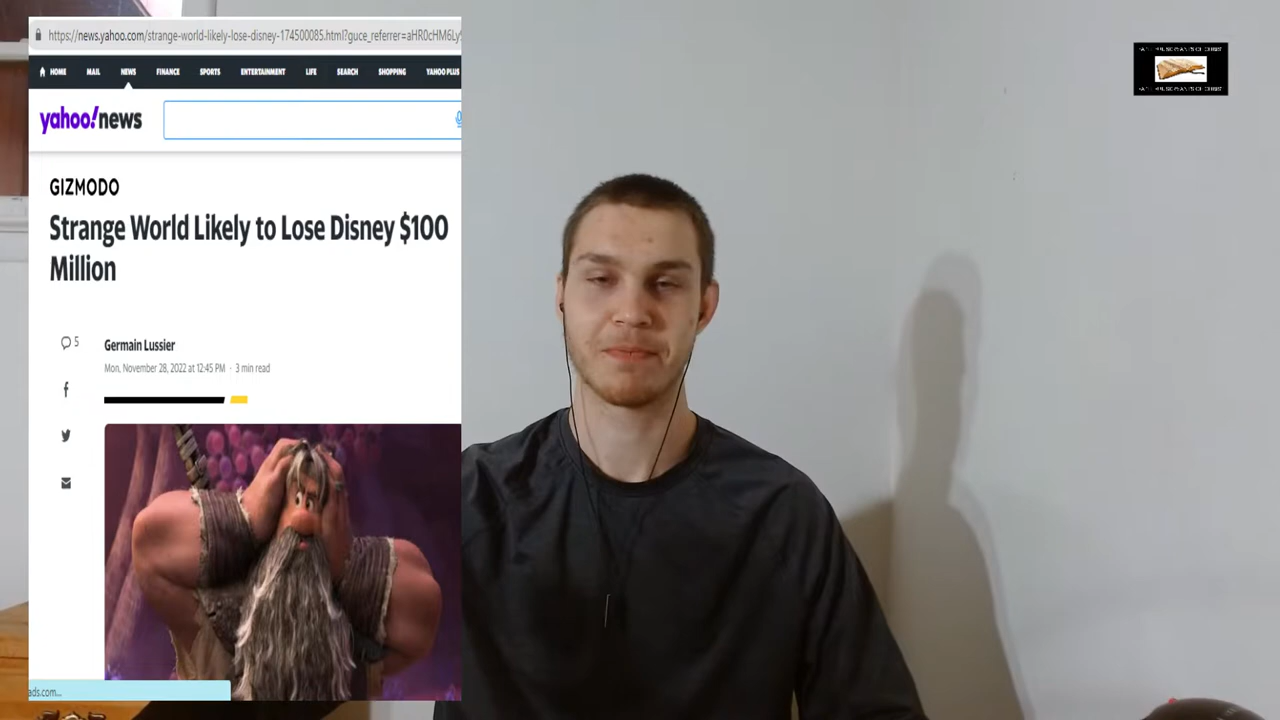 https://news.yahoo.com/strange-world-likely-lose-disney-174500085.html?guce_referrer=aHR0cHM6Ly
HOME MAIL NEWS FINANCE SPORTS ENTERTAINMENT LIFE SEARCH SHOPPING YAHOO PLUS
yahoo!news
GIZMODO
Strange World Likely to Lose Disney $100
Million
5
Germain Lussier
Mon, November 28, 2022 at 12:45 PM · 3 min read
ads.com...